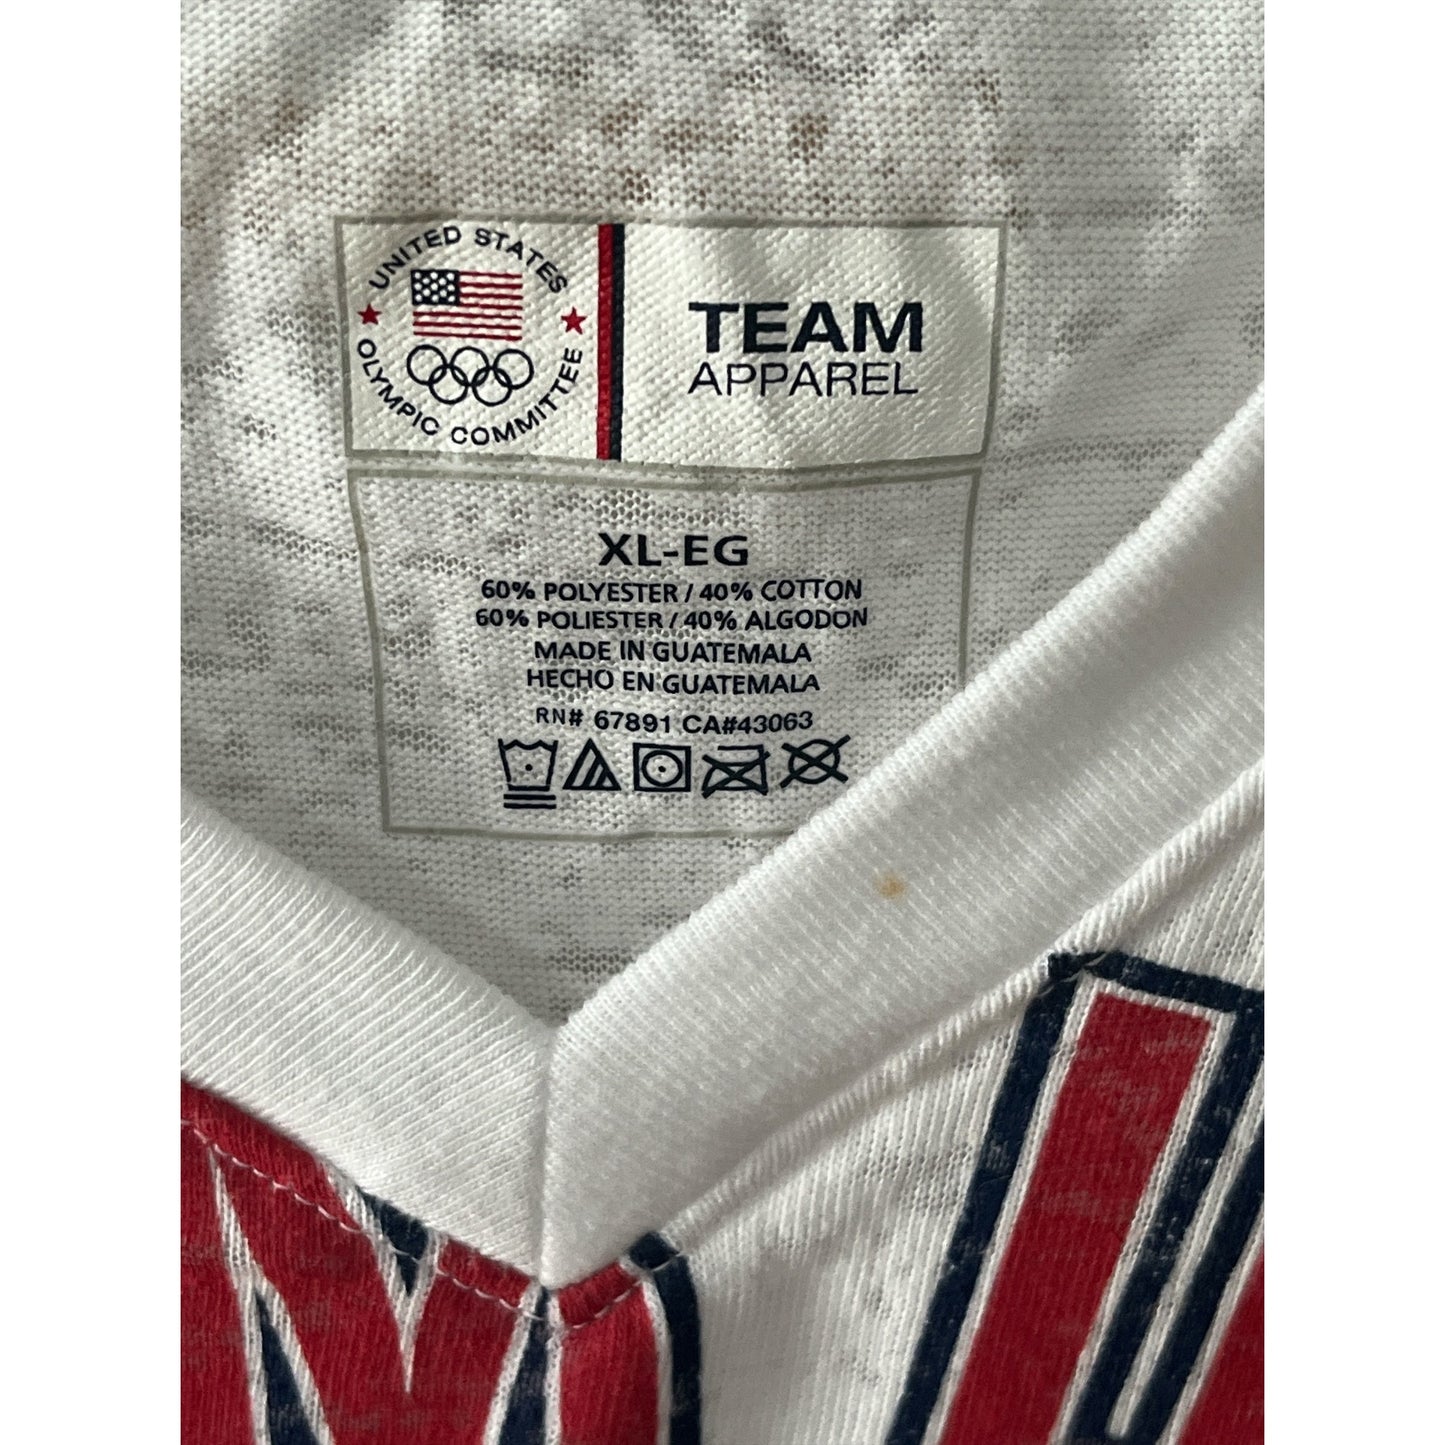 UNITED STATES
OLYMPIC COMMITTEE
TEAM
APPAREL
XL-EG
60% POLYESTER / 40% COTTON
60% POLIESTER / 40% ALGODON
MADE IN GUATEMALA
HECHO EN GUATEMALA
RN# 67891 CA#43063